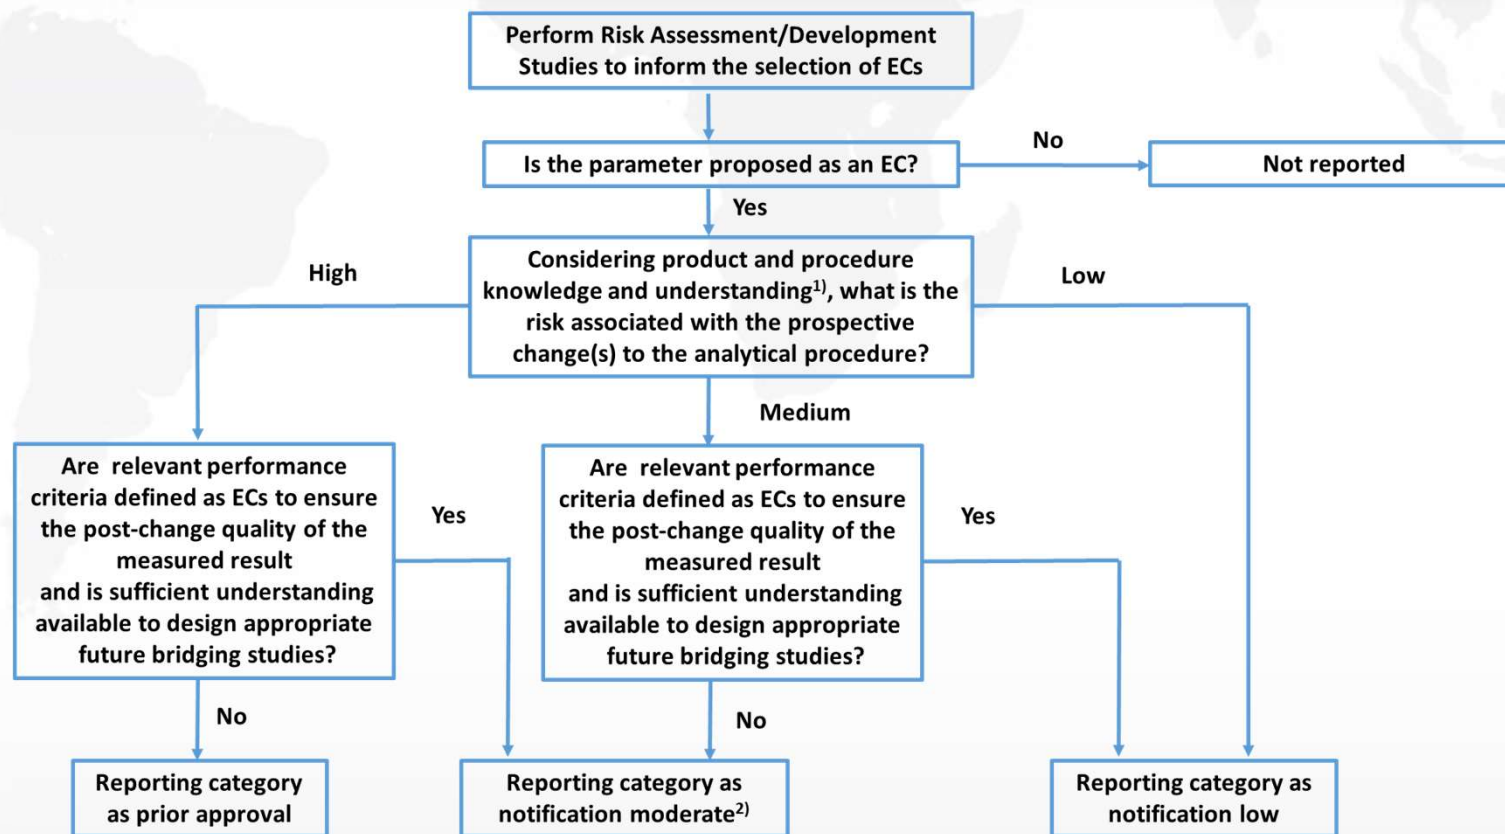 Perform Risk Assessment/Development
Studies to inform the selection of ECs
Is the parameter proposed as an EC?
No
Not reported
Yes
Considering product and procedure
knowledge and understanding¹⁾, what is the
risk associated with the prospective
change(s) to the analytical procedure?
High
Low
Medium
Are relevant performance
criteria defined as ECs to ensure
the post-change quality of the
measured result
and is sufficient understanding
available to design appropriate
future bridging studies?
Yes
Are relevant performance
criteria defined as ECs to ensure
the post-change quality of the
measured result
and is sufficient understanding
available to design appropriate
future bridging studies?
Yes
No
No
Reporting category
as prior approval
Reporting category as
notification moderate²⁾
Reporting category as
notification low